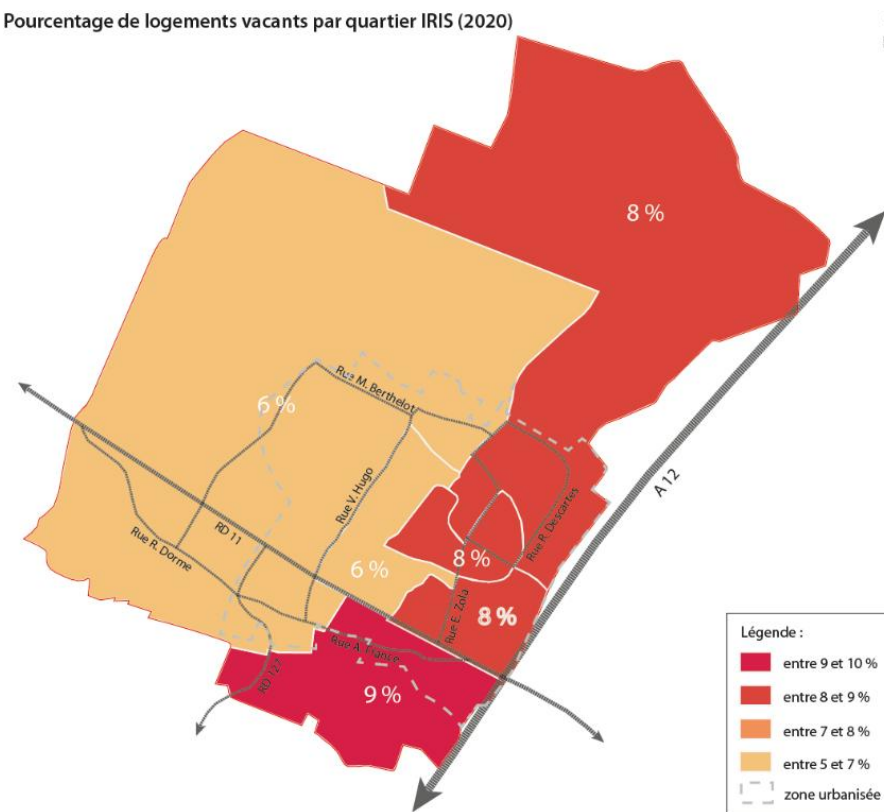 Pourcentage de logements vacants par quartier IRIS (2020)
8 %
Rue M. Berthelot
6 %
A 12
Rue V. Hugo
Rue R. Descartes
RD 11
Rue R. Dorme
8 %
6 %
Rue E. Zola
8 %
Rue A. France
RD 127
9 %
Légende :
entre 9 et 10 %
entre 8 et 9 %
entre 7 et 8 %
entre 5 et 7 %
zone urbanisée